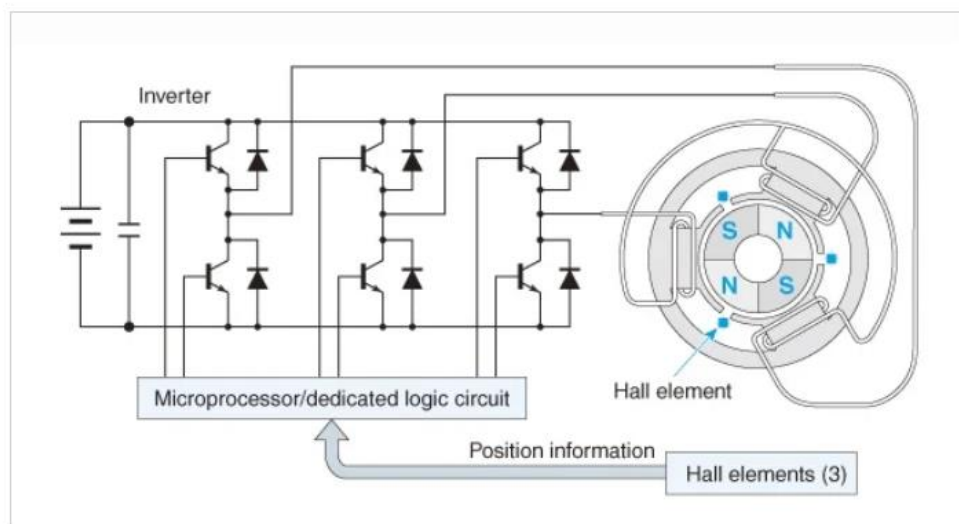 Inverter
S
N
N
S
Hall element
Microprocessor/dedicated logic circuit
Position information
Hall elements (3)